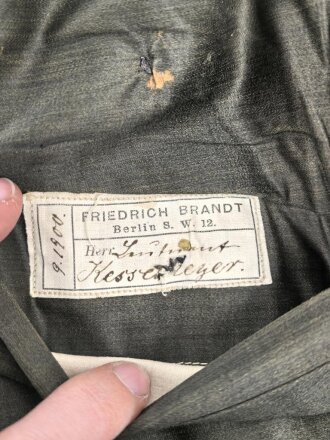 FRIEDRICH BRANDT
Berlin S. W. 12.
Herr Leutnant
9.1900.